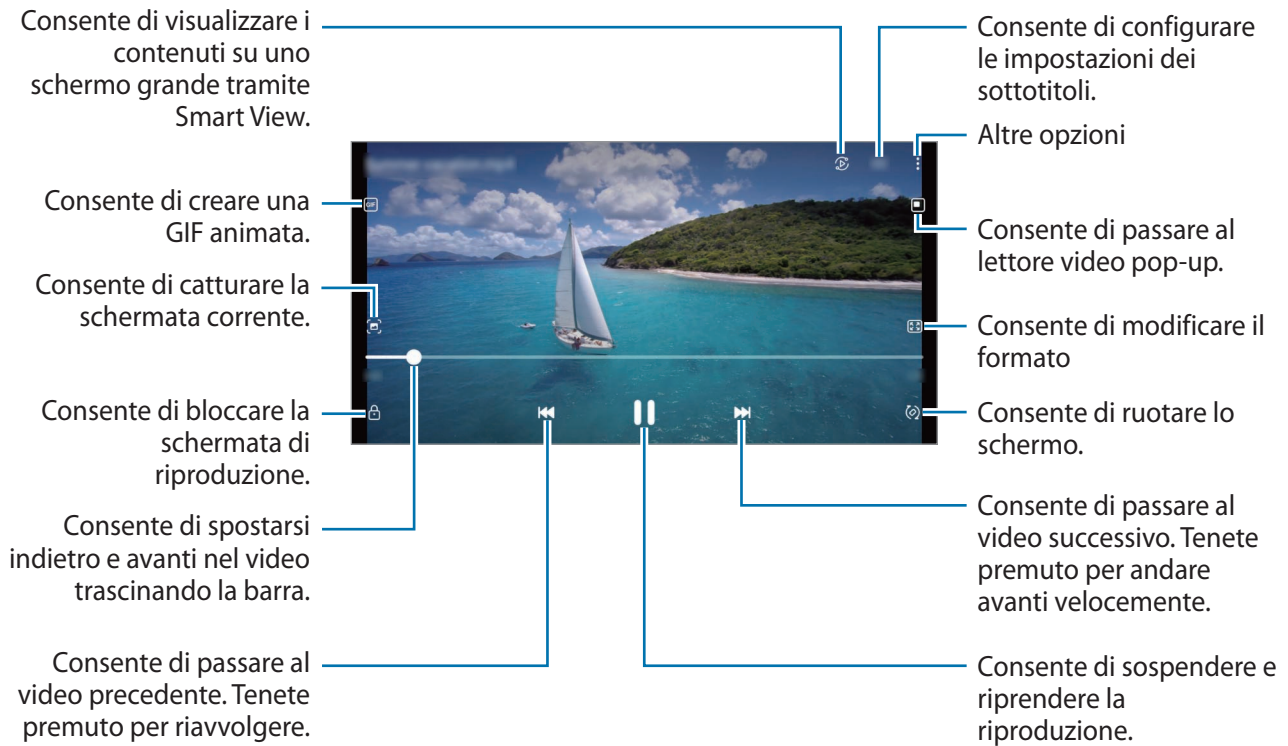 Consente di visualizzare i
contenuti su uno
schermo grande tramite
Smart View.
Consente di creare una
GIF animata.
Consente di catturare la
schermata corrente.
Consente di bloccare la
schermata di
riproduzione.
Consente di spostarsi
indietro e avanti nel video
trascinando la barra.
Consente di passare al
video precedente. Tenete
premuto per riavvolgere.
GIF
Consente di configurare
le impostazioni dei
sottotitoli.
Altre opzioni
Consente di passare al
lettore video pop-up.
Consente di modificare il
formato
Consente di ruotare lo
schermo.
Consente di passare al
video successivo. Tenete
premuto per andare
avanti velocemente.
Consente di sospendere e
riprendere la
riproduzione.